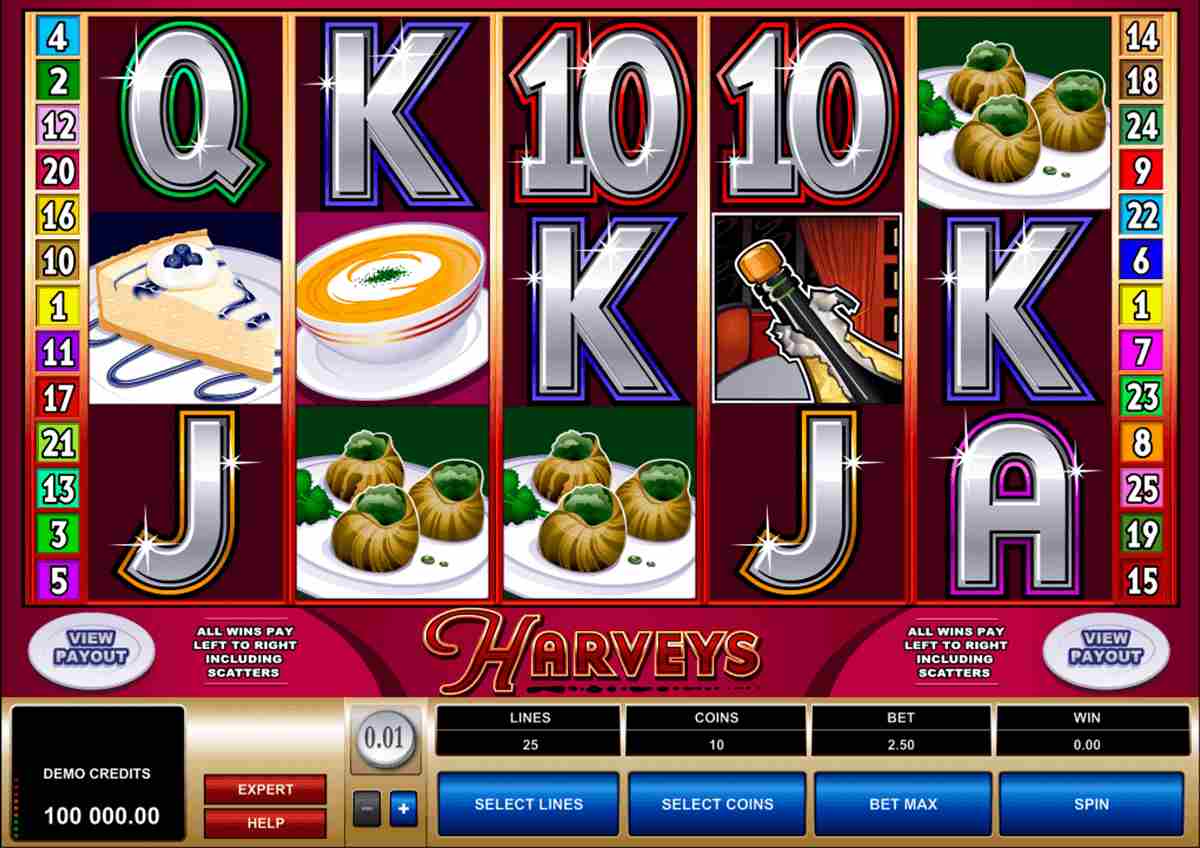 4
2
12
20
16
10
1
11
17
21
13
3
5
Q
K
10
10
K
K
J
J
A
14
18
24
9
22
6
1
7
23
8
25
19
15
VIEW
PAYOUT
ALL WINS PAY
LEFT TO RIGHT
INCLUDING
SCATTERS
HARVEYS
ALL WINS PAY
LEFT TO RIGHT
INCLUDING
SCATTERS
VIEW
PAYOUT
DEMO CREDITS
100 000.00
EXPERT
HELP
0.01
-
+
LINES
25
COINS
10
BET
2.50
WIN
0.00
SELECT LINES
SELECT COINS
BET MAX
SPIN